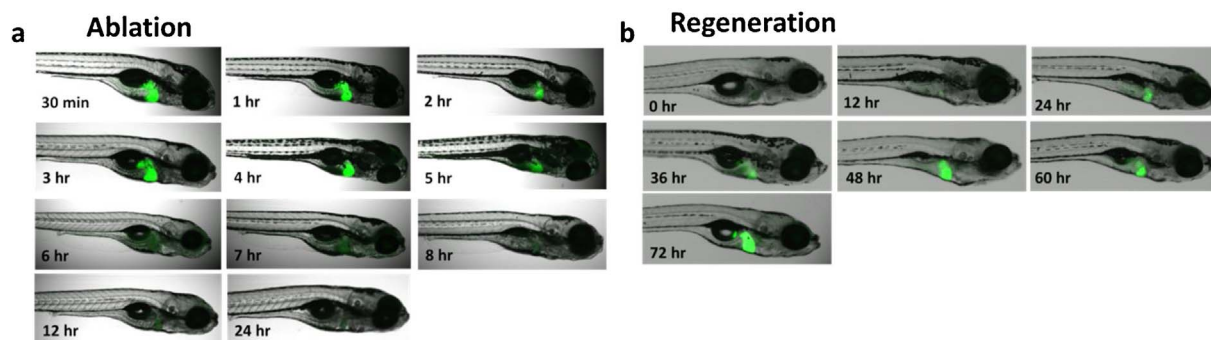 a Ablation
30 min 1 hr 2 hr
3 hr 4 hr 5 hr
6 hr 7 hr 8 hr
12 hr 24 hr
b Regeneration
0 hr 12 hr 24 hr
36 hr 48 hr 60 hr
72 hr